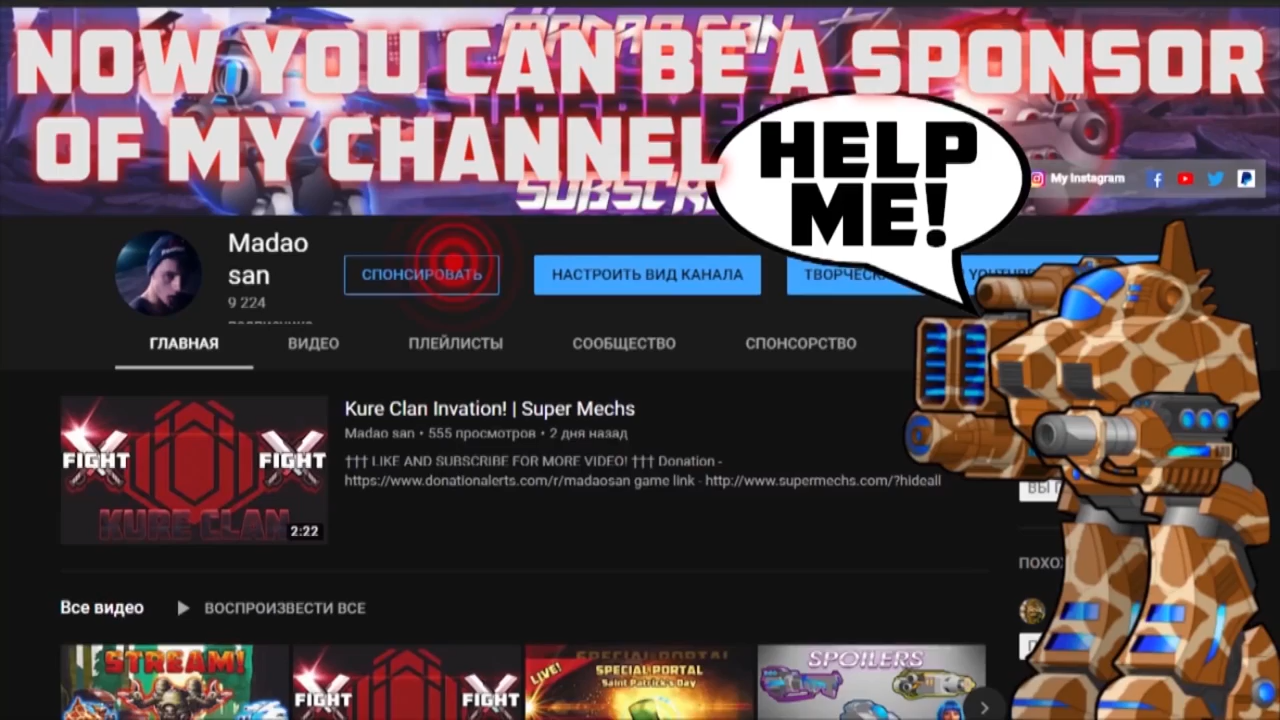 NOW YOU CAN BE A SPONSOR
OF MY CHANNEL
HELP
ME!
My Instagram
Madao
san
9 224
СПОНСИРОВАТЬ
НАСТРОИТЬ ВИД КАНАЛА
ГЛАВНАЯ
ВИДЕО
ПЛЕЙЛИСТЫ
СООБЩЕСТВО
СПОНСОРСТВО
FIGHT
FIGHT
KURE CLAN
2:22
Kure Clan Invation! | Super Mechs
Madao san • 555 просмотров • 2 дня назад
††† LIKE AND SUBSCRIBE FOR MORE VIDEO! ††† Donation -
https://www.donationalerts.com/r/madaosan game link - http://www.supermechs.com/?hideall
Все видео
ВОСПРОИЗВЕСТИ ВСЕ
STREAM!
FIGHT
FIGHT
LIVE!
SPECIAL PORTAL
Saint Patrick's Day
SPOILERS